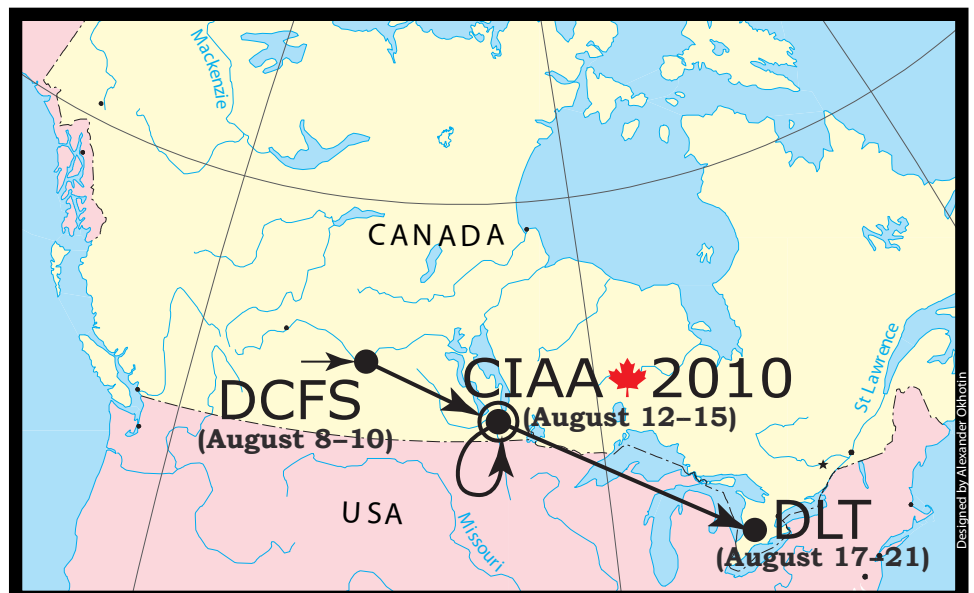 Mackenzie
CANADA
St Lawrence
CIAA 2010
DCFS
(August 12–15)
(August 8–10)
USA
Missouri
DLT
(August 17–21)
Designed by Alexander Okhotin